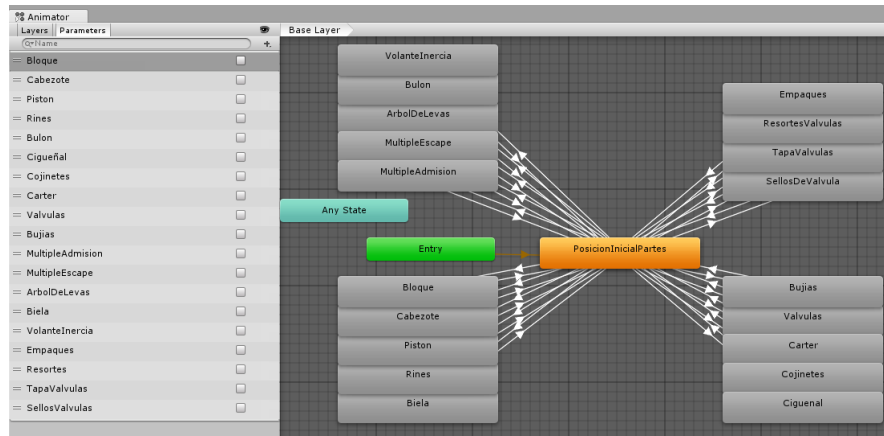 Animator
Layers Parameters
Name
Base Layer
Bloque
Cabezote
Piston
Rines
Bulon
Cigueñal
Cojinetes
Carter
Valvulas
Bujias
MultipleAdmision
MultipleEscape
ArbolDeLevas
Biela
VolanteInercia
Empaques
Resortes
TapaValvulas
SellosValvulas
VolanteInercia
Bulon
ArbolDeLevas
MultipleEscape
MultipleAdmision
Empaques
ResortesValvulas
TapaValvulas
SellosDeValvula
Any State
Entry
PosicionInicialPartes
Bloque
Cabezote
Piston
Rines
Biela
Bujias
Valvulas
Carter
Cojinetes
Ciguenal